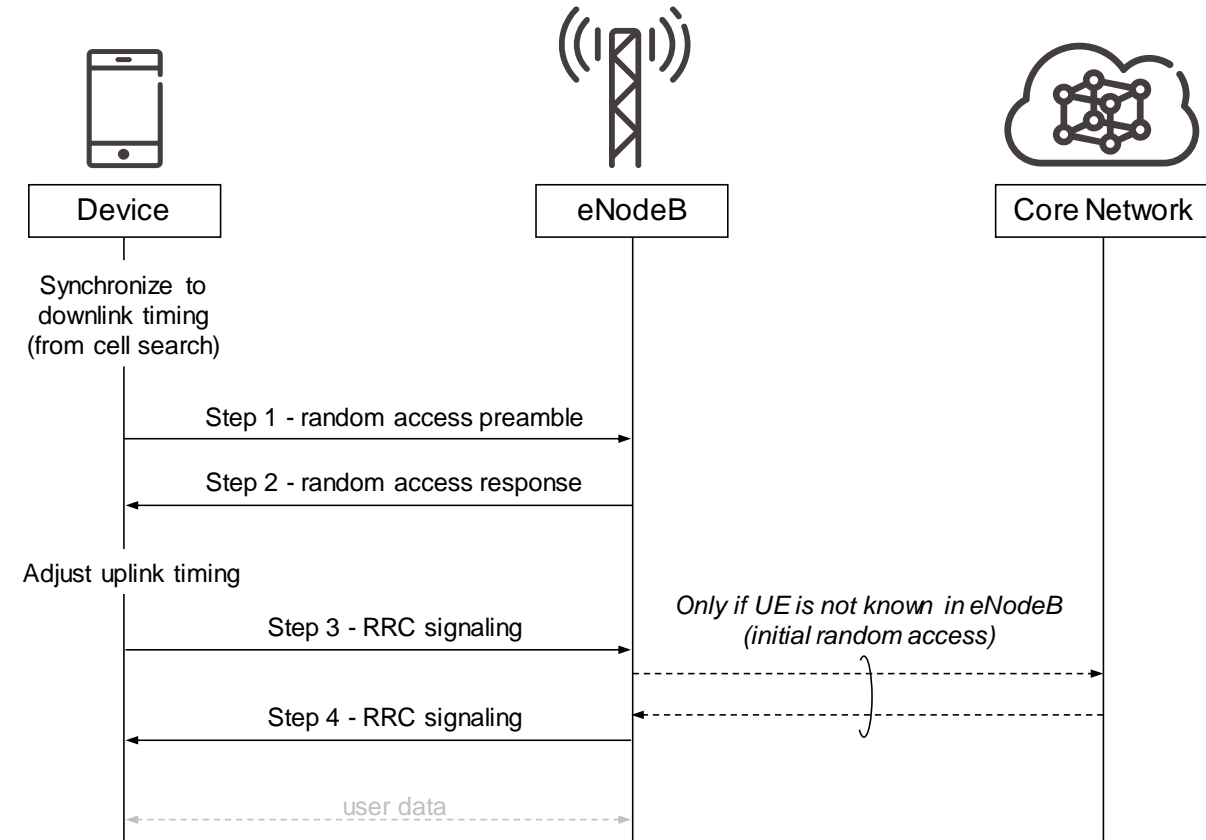 Device
eNodeB
Core Network
Synchronize to
downlink timing
(from cell search)
Step 1 - random access preamble
Step 2 - random access response
Adjust uplink timing
Only if UE is not known in eNodeB
(initial random access)
Step 3 - RRC signaling
Step 4 - RRC signaling
user data